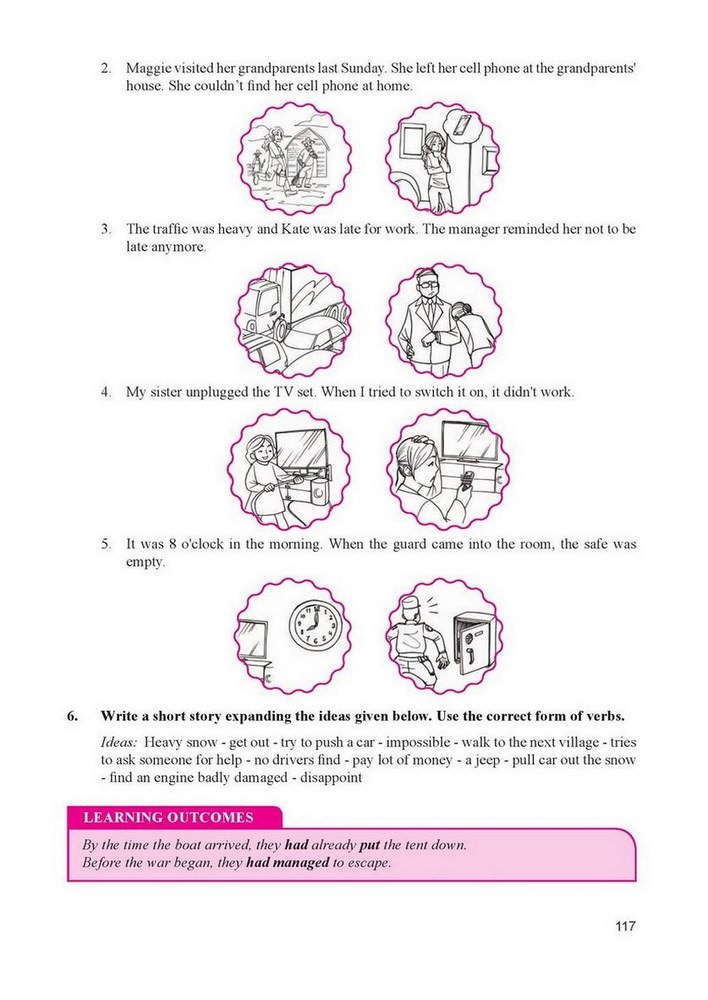 2. Maggie visited her grandparents last Sunday. She left her cell phone at the grandparents'
house. She couldn't find her cell phone at home.
3. The traffic was heavy and Kate was late for work. The manager reminded her not to be
late anymore.
4. My sister unplugged the TV set. When I tried to switch it on, it didn't work.
5. It was 8 o'clock in the morning. When the guard came into the room, the safe was
empty.
6. Write a short story expanding the ideas given below. Use the correct form of verbs.
Ideas: Heavy snow - get out - try to push a car - impossible - walk to the next village - tries
to ask someone for help - no drivers find - pay lot of money - a jeep - pull car out the snow
- find an engine badly damaged - disappoint
LEARNING OUTCOMES
By the time the boat arrived, they had already put the tent down.
Before the war began, they had managed to escape.
117